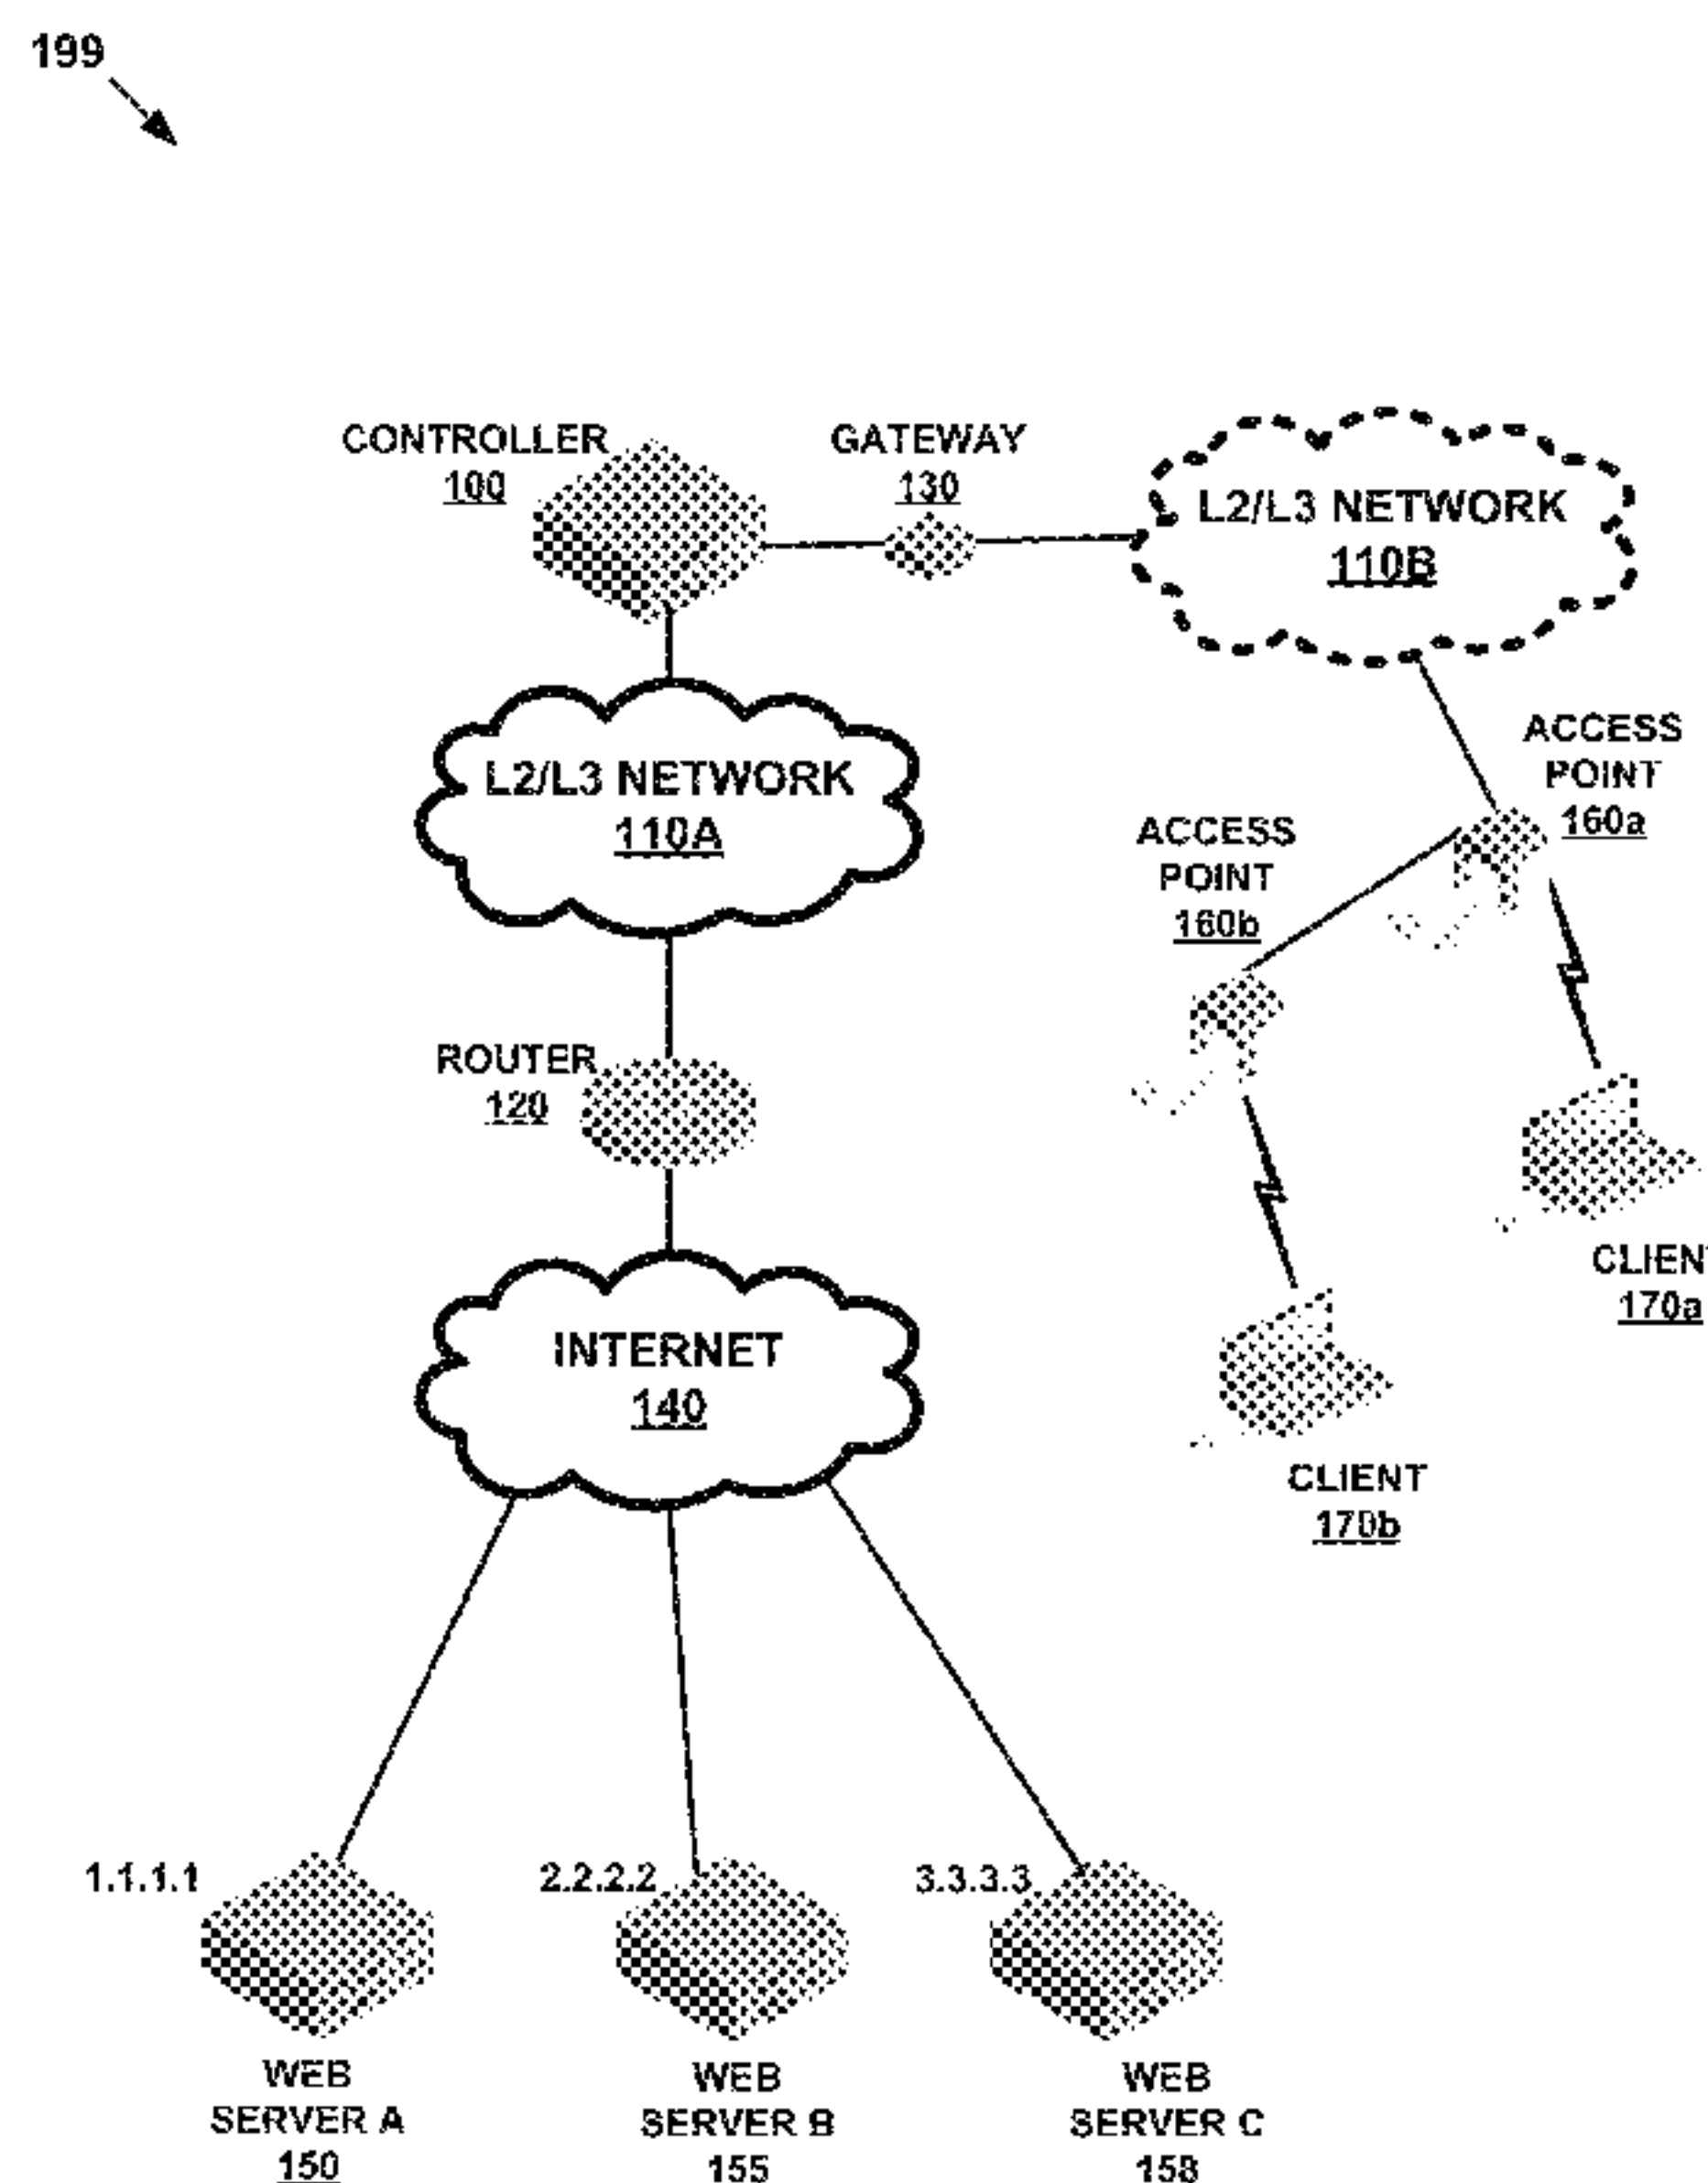 199
CONTROLLER
100
GATEWAY
130
L2/L3 NETWORK
110B
L2/L3 NETWORK
110A
ACCESS
POINT
160a
ACCESS
POINT
160b
ROUTER
120
CLIEN
170a
INTERNET
140
CLIENT
170b
1.1.1.1
2.2.2.2
3.3.3.3
WEB
SERVER A
150
WEB
SERVER B
155
WEB
SERVER C
158